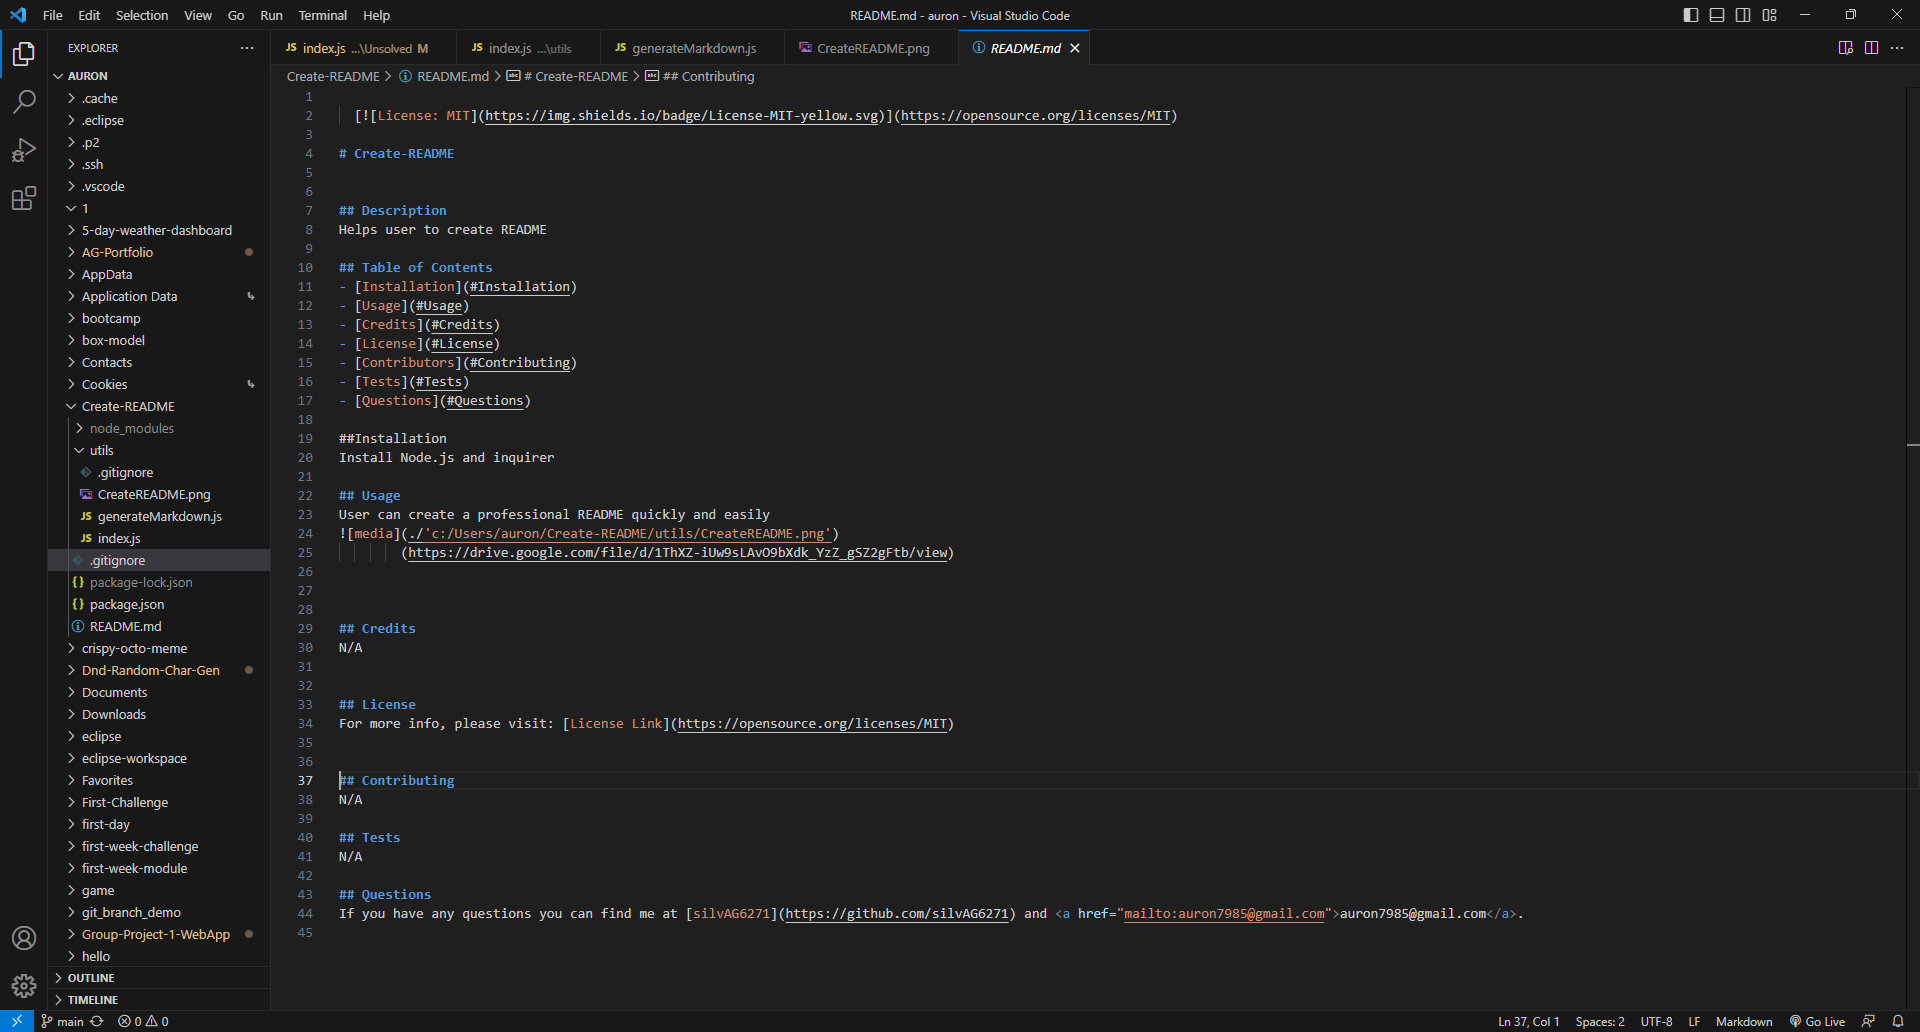 File Edit Selection View Go Run Terminal Help
README.md - auron - Visual Studio Code
EXPLORER
JS index.js ...\Unsolved M
JS index.js ...\utils
JS generateMarkdown.js
CreateREADME.png
README.md
AURON
.cache
.eclipse
.p2
.ssh
.vscode
1
5-day-weather-dashboard
AG-Portfolio
AppData
Application Data
bootcamp
box-model
Contacts
Cookies
Create-README
node_modules
utils
.gitignore
CreateREADME.png
JS generateMarkdown.js
JS index.js
.gitignore
{} package-lock.json
{} package.json
README.md
crispy-octo-meme
Dnd-Random-Char-Gen
Documents
Downloads
eclipse
eclipse-workspace
Favorites
First-Challenge
first-day
first-week-challenge
first-week-module
game
git_branch_demo
Group-Project-1-WebApp
hello
OUTLINE
TIMELINE
Create-README > README.md > # Create-README > ## Contributing
1
2 [![License: MIT](https://img.shields.io/badge/License-MIT-yellow.svg)](https://opensource.org/licenses/MIT)
3
4 # Create-README
5
6
7 ## Description
8 Helps user to create README
9
10 ## Table of Contents
11 - [Installation](#Installation)
12 - [Usage](#Usage)
13 - [Credits](#Credits)
14 - [License](#License)
15 - [Contributors](#Contributing)
16 - [Tests](#Tests)
17 - [Questions](#Questions)
18
19 ##Installation
20 Install Node.js and inquirer
21
22 ## Usage
23 User can create a professional README quickly and easily
24 ![media](./'c:/Users/auron/Create-README/utils/CreateREADME.png')
25 (https://drive.google.com/file/d/1ThXZ-iUw9sLAvO9bXdk_YzZ_gSZ2gFtb/view)
26
27
28
29 ## Credits
30 N/A
31
32
33 ## License
34 For more info, please visit: [License Link](https://opensource.org/licenses/MIT)
35
36
37 ## Contributing
38 N/A
39
40 ## Tests
41 N/A
42
43 ## Questions
44 If you have any questions you can find me at [silvAG6271](https://github.com/silvAG6271) and <a href="mailto:auron7985@gmail.com">auron7985@gmail.com</a>.
45
main 0 0
Ln 37, Col 1 Spaces: 2 UTF-8 LF Markdown Go Live